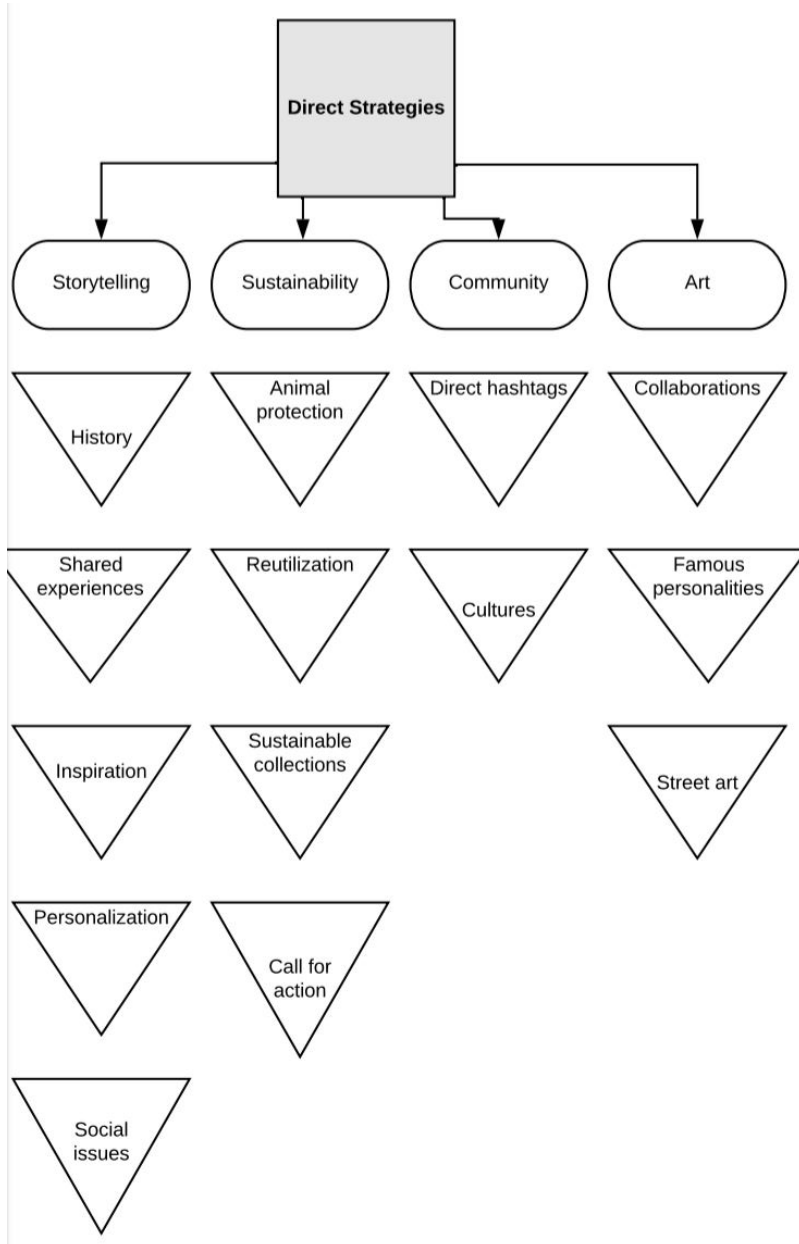 Direct Strategies
Storytelling
Sustainability
Community
Art
History
Animal
protection
Direct hashtags
Collaborations
Shared
experiences
Reutilization
Cultures
Famous
personalities
Inspiration
Sustainable
collections
Street art
Personalization
Call for
action
Social
issues